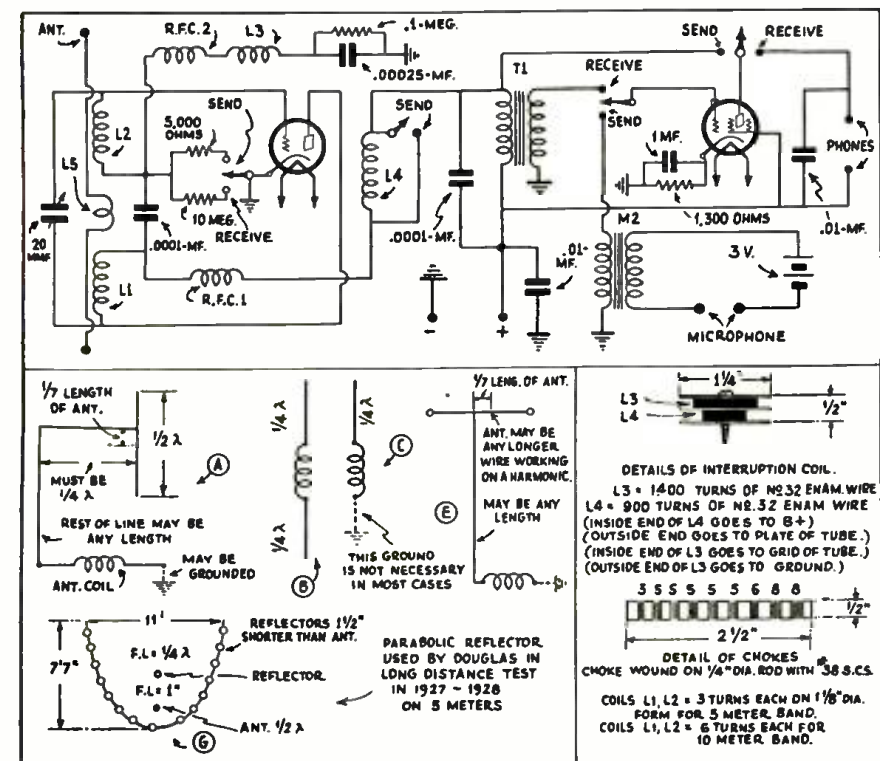 ANT.
R.F.C.2
L3
.1-MEG.
.00025-MF.
SEND
RECEIVE
T1
RECEIVE
SEND
L2
5,000
OHMS
SEND
SEND
L5
L4
1 MF.
PHONES
20
MMF
.0001-MF.
10 MEG.
RECEIVE
.0001-MF.
1,300 OHMS
.01-MF.
M2
.01-
MF.
3 V.
L1
R.F.C.1
-
+
MICROPHONE
1/7 LENGTH
OF ANT.
1/2 λ
MUST BE
1/4 λ
A
REST OF LINE MAY BE
ANY LENGTH
ANT. COIL
MAY BE
GROUNDED
1/4 λ
1/4 λ
B
1/4 λ
C
THIS GROUND
IS NOT NECESSARY
IN MOST CASES
1/7 LENG. OF ANT.
ANT. MAY BE
ANY LONGER
WIRE WORKING
ON A HARMONIC.
E
MAY BE ANY
LENGTH
11'
REFLECTORS 1 1/2"
SHORTER THAN ANT.
7'7"
F.L= 1/4 λ
REFLECTOR
F.L= 1"
ANT. 1/2 λ
G
PARABOLIC REFLECTOR
USED BY DOUGLAS IN
LONG DISTANCE TEST
IN 1927 - 1928
ON 5 METERS
1 1/4"
L3
L4
1/2"
DETAILS OF INTERRUPTION COIL.
L3 = 1400 TURNS OF Nº 32 ENAM. WIRE
L4 = 900 TURNS OF Nº. 32 ENAM WIRE
(INSIDE END OF L4 GOES TO B+)
(OUTSIDE END GOES TO PLATE OF TUBE.)
(INSIDE END OF L3 GOES TO GRID OF TUBE.)
(OUTSIDE END OF L3 GOES TO GROUND.)
3 5 5 5 5 5 6 8 8
1/2"
2 1/2"
DETAIL OF CHOKES
CHOKE WOUND ON 1/4" DIA. ROD WITH #38 S.C.S.
COILS L1, L2 = 3 TURNS EACH ON 1 1/8" DIA.
FORM FOR 5 METER BAND.
COILS L1, L2 = 6 TURNS EACH FOR
10 METER BAND.